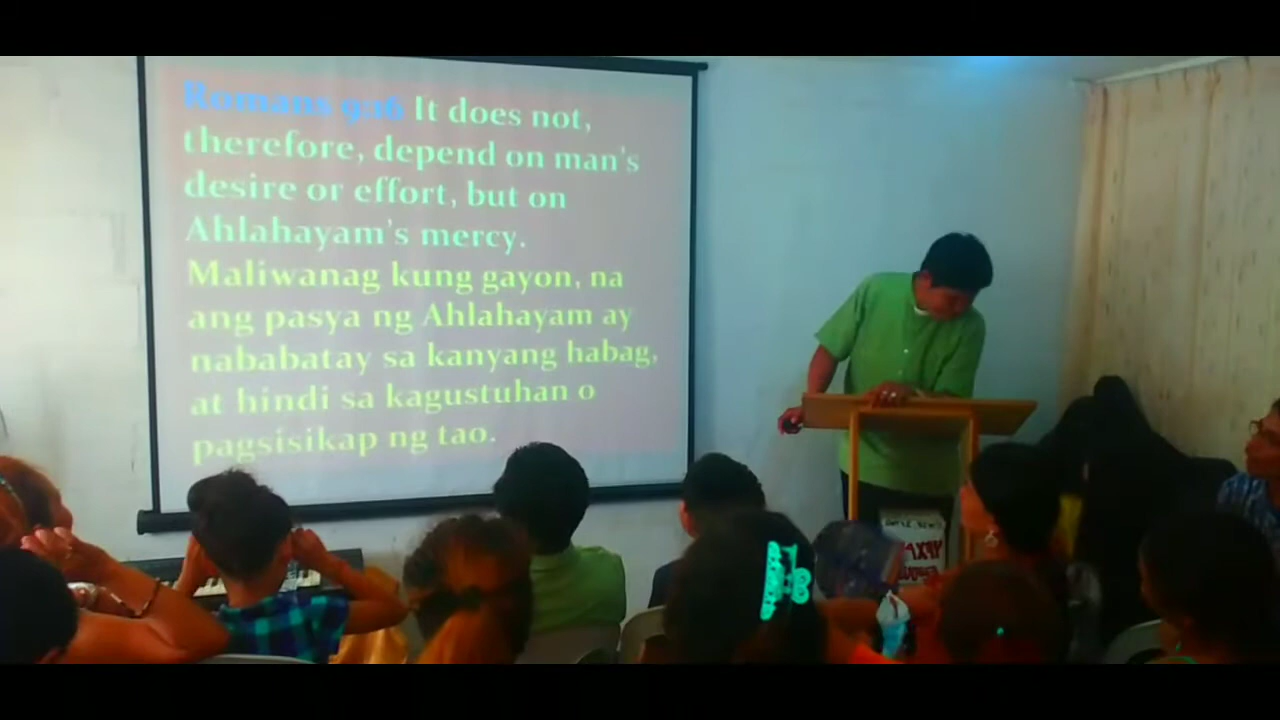 Romans 9:16 It does not,
therefore, depend on man's
desire or effort, but on
Ahlahayam's mercy.
Maliwanag kung gayon, na
ang pasya ng Ahlahayam ay
nababatay sa kanyang habag,
at hindi sa kagustuhan o
pagsisikap ng tao.